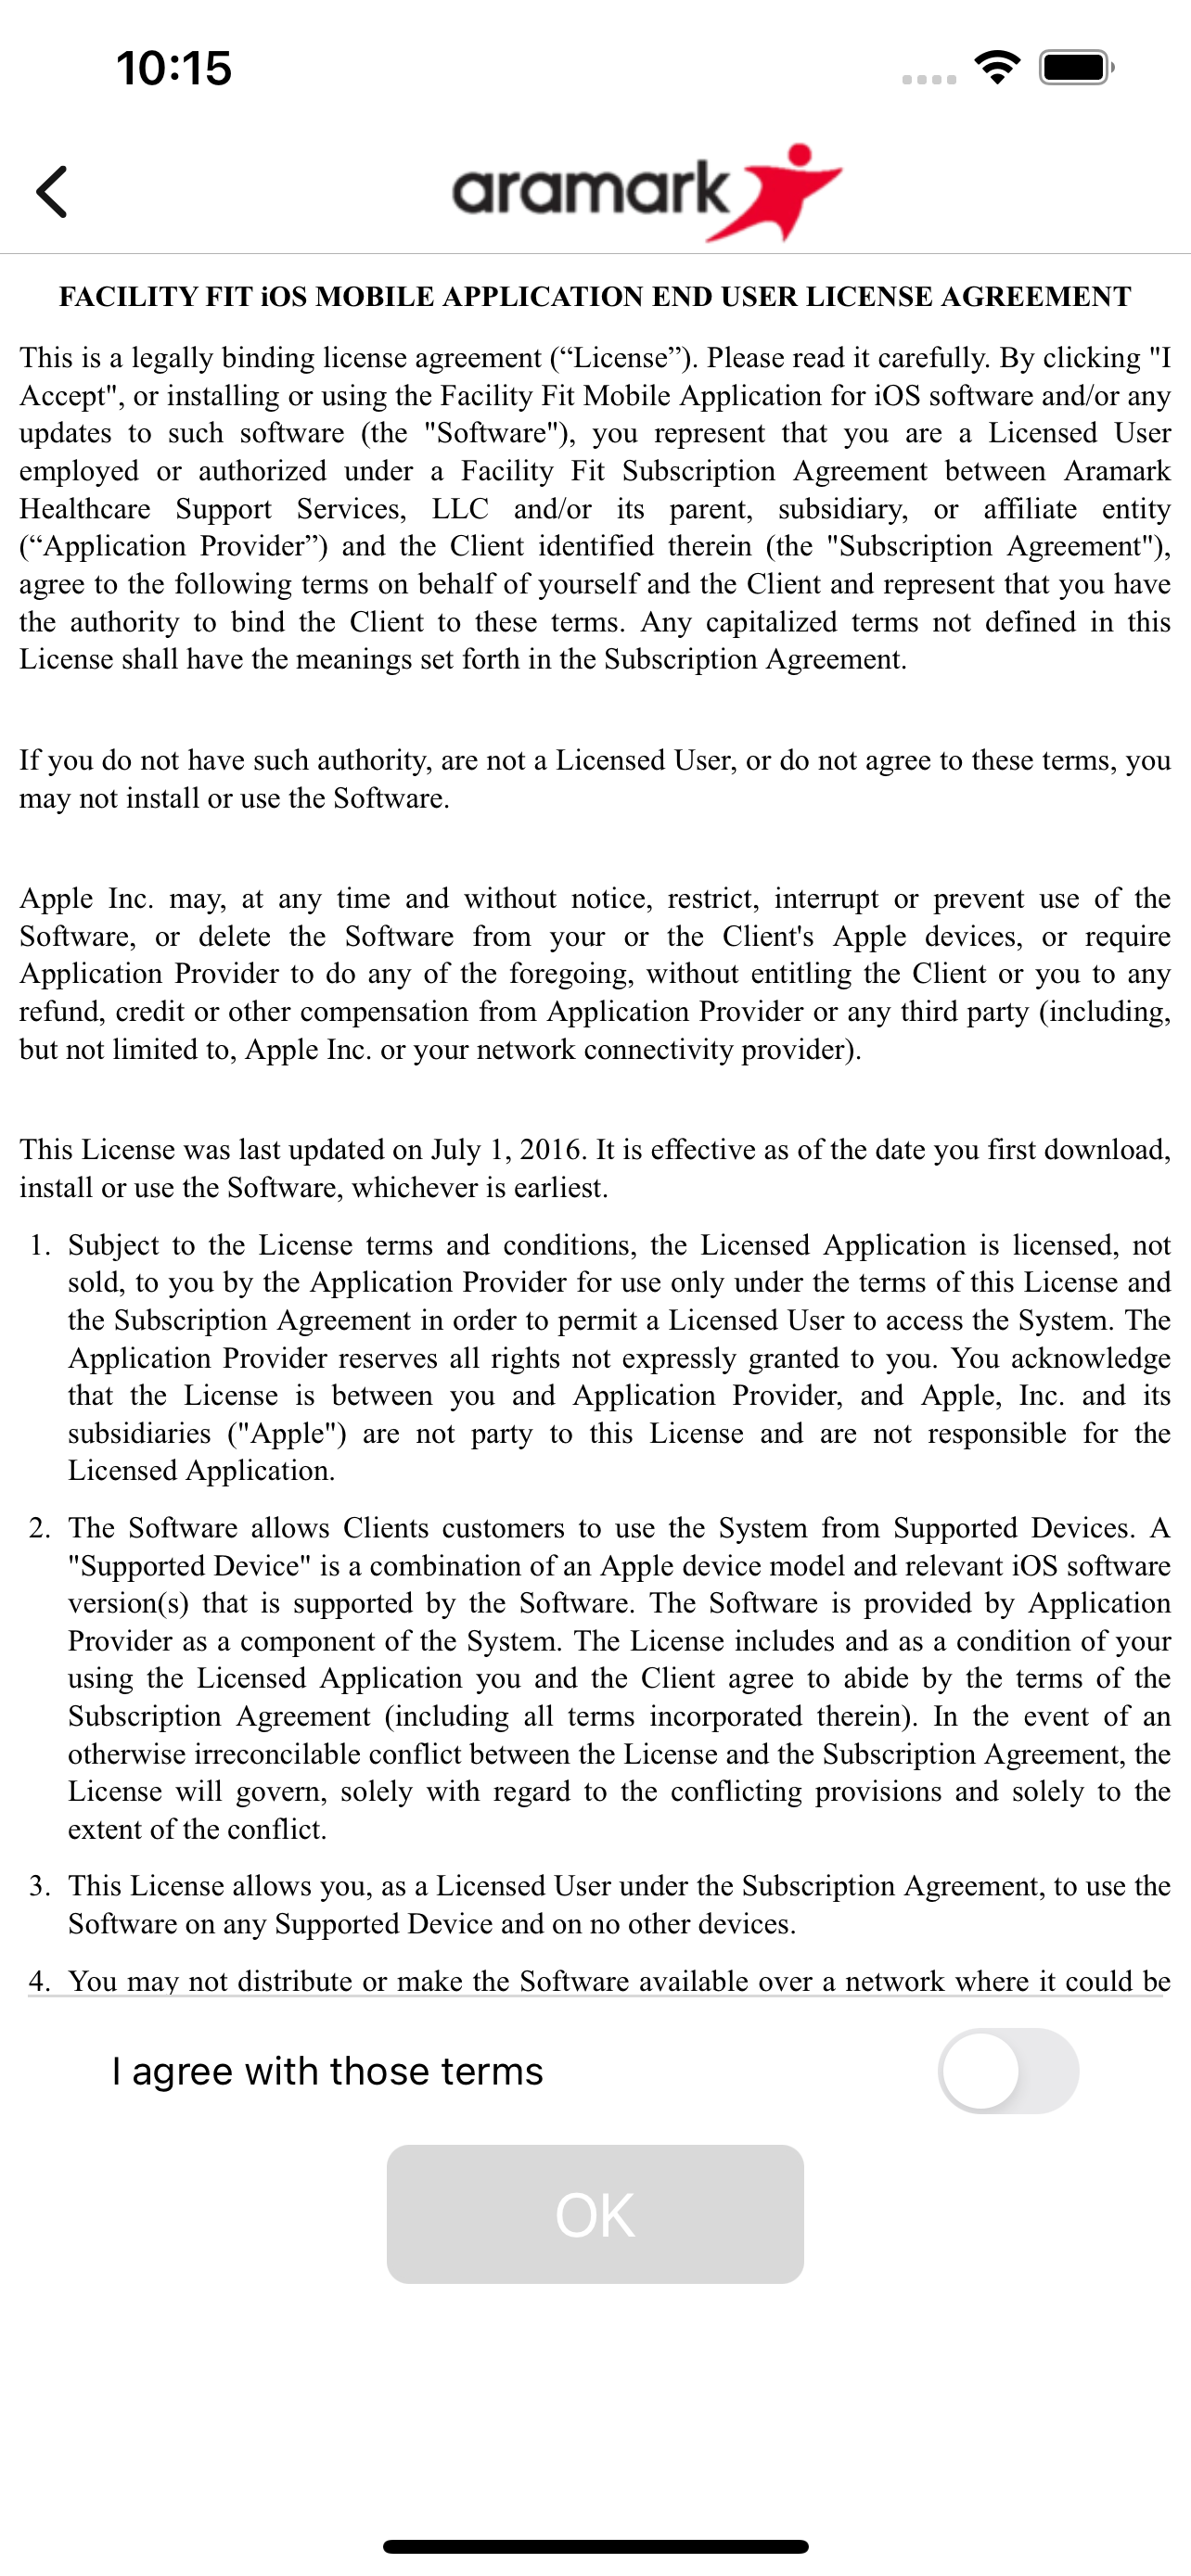 10:15
aramark
FACILITY FIT iOS MOBILE APPLICATION END USER LICENSE AGREEMENT
This is a legally binding license agreement (“License”). Please read it carefully. By clicking "I
Accept", or installing or using the Facility Fit Mobile Application for iOS software and/or any
updates to such software (the "Software"), you represent that you are a Licensed User
employed or authorized under a Facility Fit Subscription Agreement between Aramark
Healthcare Support Services, LLC and/or its parent, subsidiary, or affiliate entity
(“Application Provider”) and the Client identified therein (the "Subscription Agreement"),
agree to the following terms on behalf of yourself and the Client and represent that you have
the authority to bind the Client to these terms. Any capitalized terms not defined in this
License shall have the meanings set forth in the Subscription Agreement.
If you do not have such authority, are not a Licensed User, or do not agree to these terms, you
may not install or use the Software.
Apple Inc. may, at any time and without notice, restrict, interrupt or prevent use of the
Software, or delete the Software from your or the Client's Apple devices, or require
Application Provider to do any of the foregoing, without entitling the Client or you to any
refund, credit or other compensation from Application Provider or any third party (including,
but not limited to, Apple Inc. or your network connectivity provider).
This License was last updated on July 1, 2016. It is effective as of the date you first download,
install or use the Software, whichever is earliest.
1. Subject to the License terms and conditions, the Licensed Application is licensed, not
sold, to you by the Application Provider for use only under the terms of this License and
the Subscription Agreement in order to permit a Licensed User to access the System. The
Application Provider reserves all rights not expressly granted to you. You acknowledge
that the License is between you and Application Provider, and Apple, Inc. and its
subsidiaries ("Apple") are not party to this License and are not responsible for the
Licensed Application.
2. The Software allows Clients customers to use the System from Supported Devices. A
"Supported Device" is a combination of an Apple device model and relevant iOS software
version(s) that is supported by the Software. The Software is provided by Application
Provider as a component of the System. The License includes and as a condition of your
using the Licensed Application you and the Client agree to abide by the terms of the
Subscription Agreement (including all terms incorporated therein). In the event of an
otherwise irreconcilable conflict between the License and the Subscription Agreement, the
License will govern, solely with regard to the conflicting provisions and solely to the
extent of the conflict.
3. This License allows you, as a Licensed User under the Subscription Agreement, to use the
Software on any Supported Device and on no other devices.
4. You may not distribute or make the Software available over a network where it could be
I agree with those terms
OK